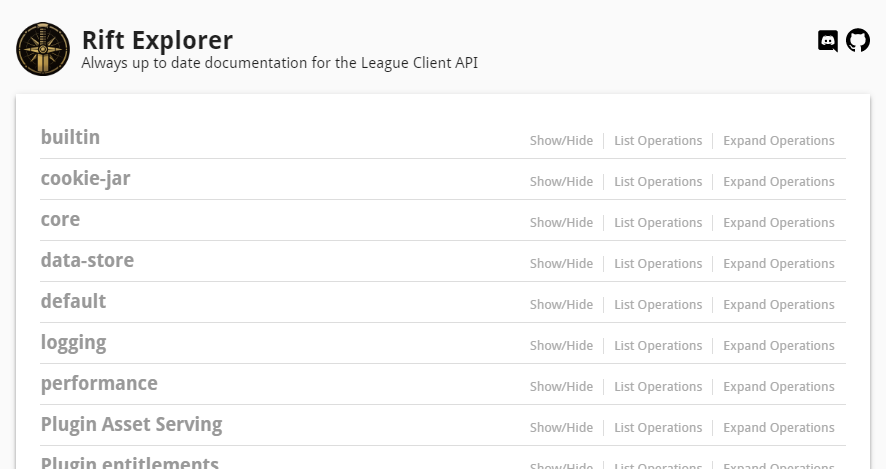 Rift Explorer
Always up to date documentation for the League Client API
builtin Show/Hide List Operations Expand Operations
cookie-jar Show/Hide List Operations Expand Operations
core Show/Hide List Operations Expand Operations
data-store Show/Hide List Operations Expand Operations
default Show/Hide List Operations Expand Operations
logging Show/Hide List Operations Expand Operations
performance Show/Hide List Operations Expand Operations
Plugin Asset Serving Show/Hide List Operations Expand Operations
Plugin entitlements Show/Hide List Operations Expand Operations